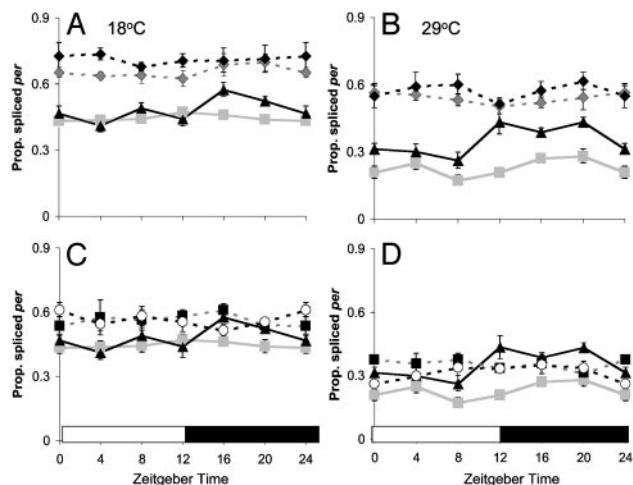 A 18°C
B 29°C
Prop. spliced per
0.9
0.6
0.3
0
Prop. spliced per
0.9
0.6
0.3
0
C
D
Prop. spliced per
0.9
0.6
0.3
0
0 4 8 12 16 20 24
Zeitgeber Time
Prop. spliced per
0.9
0.6
0.3
0
0 4 8 12 16 20 24
Zeitgeber Time